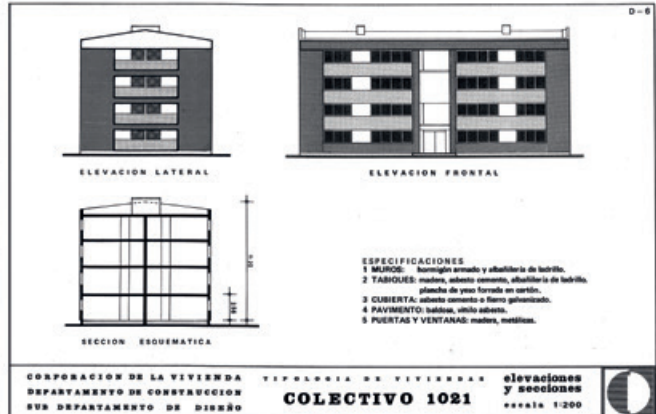 D-6
ELEVACION LATERAL
ELEVACION FRONTAL
ESPECIFICACIONES
1 MUROS: hormigón armado y albañilería de ladrillo.
2 TABIQUES: madera, asbesto cemento, albañilería de ladrillo.
plancha de yeso forrada en cartón.
3 CUBIERTA: asbesto cemento o fierro galvanizado.
4 PAVIMENTO: baldosa, vinilo asbesto.
5 PUERTAS Y VENTANAS: madera, metálicas.
SECCION ESQUEMATICA
CORPORACION DE LA VIVIENDA
DEPARTAMENTO DE CONSTRUCCION
SUB DEPARTAMENTO DE DISEÑO
TIPOLOGIA DE VIVIENDAS
COLECTIVO 1021
elevaciones
y secciones
escala 1:200